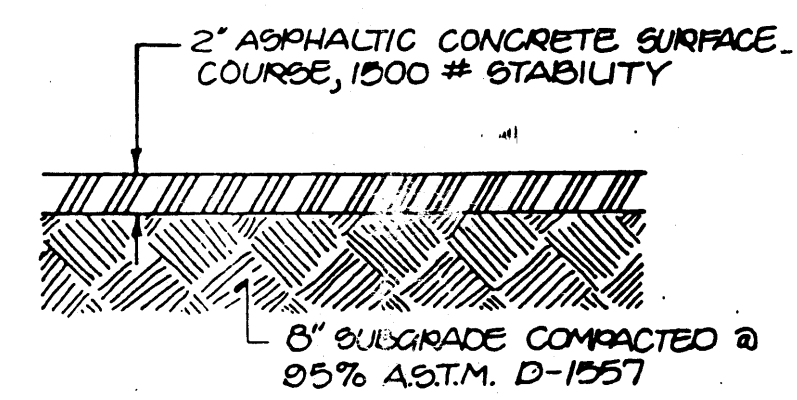 2" ASPHALTIC CONCRETE SURFACE
COURSE, 1500 # STABILITY
8" SUBGRADE COMPACTED @
95% A.S.T.M. D-1557